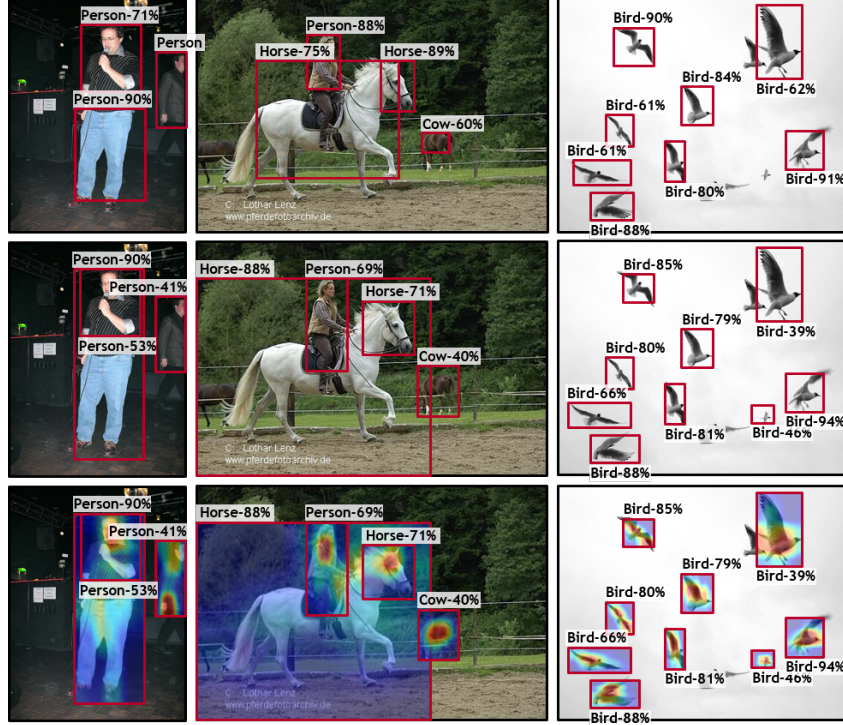 Person-71%
Person
Person-90%
Person-88%
Horse-75%
Horse-89%
Cow-60%
C: Lothar Lenz
www.pferdefotoarchiv.de
Bird-90%
Bird-84%
Bird-62%
Bird-61%
Bird-61%
Bird-80%
Bird-91%
Bird-88%
Person-90%
Person-41%
Person-53%
Horse-88%
Person-69%
Horse-71%
Cow-40%
C: Lothar Lenz
www.pferdefotoarchiv.de
Bird-85%
Bird-79%
Bird-39%
Bird-80%
Bird-66%
Bird-81%
Bird-46%
Bird-94%
Bird-88%
Person-90%
Person-41%
Person-53%
Horse-88%
Person-69%
Horse-71%
Cow-40%
C: Lothar Lenz
www.pferdefotoarchiv.de
Bird-85%
Bird-79%
Bird-39%
Bird-80%
Bird-66%
Bird-81%
Bird-46%
Bird-94%
Bird-88%